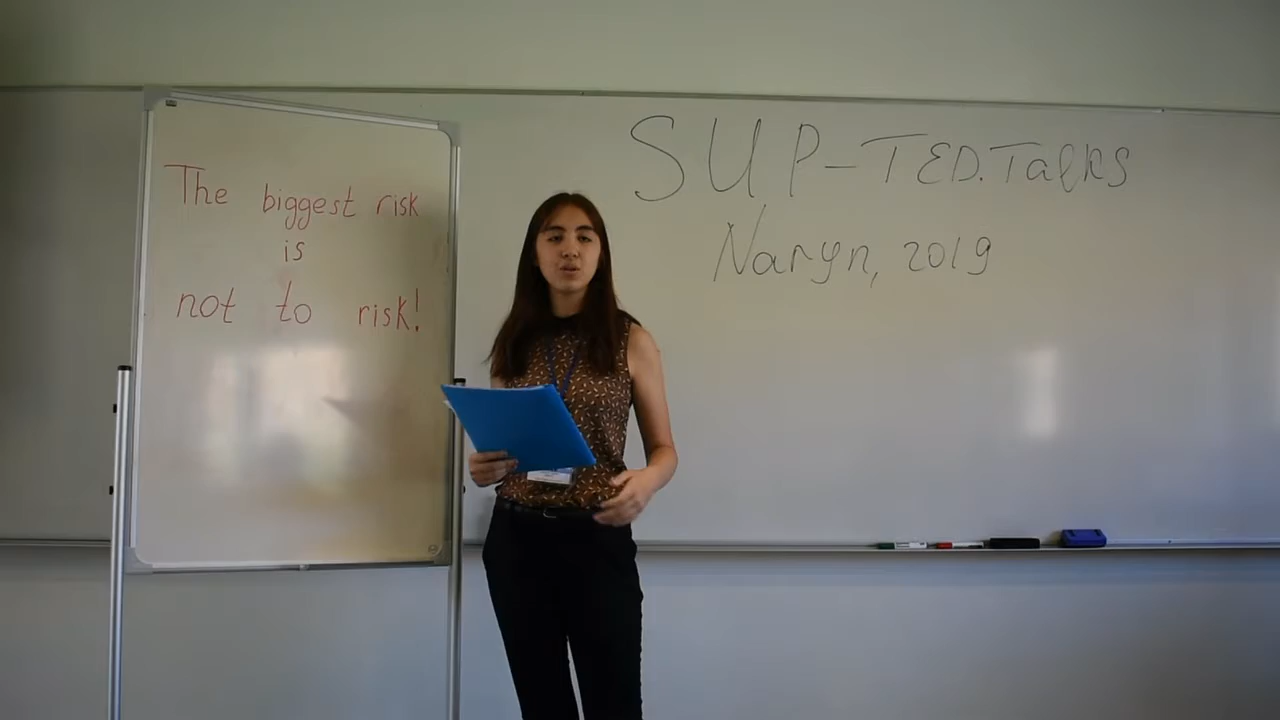 The biggest risk
is
not to risk!
SUP-TED.Talks
Naryn, 2019